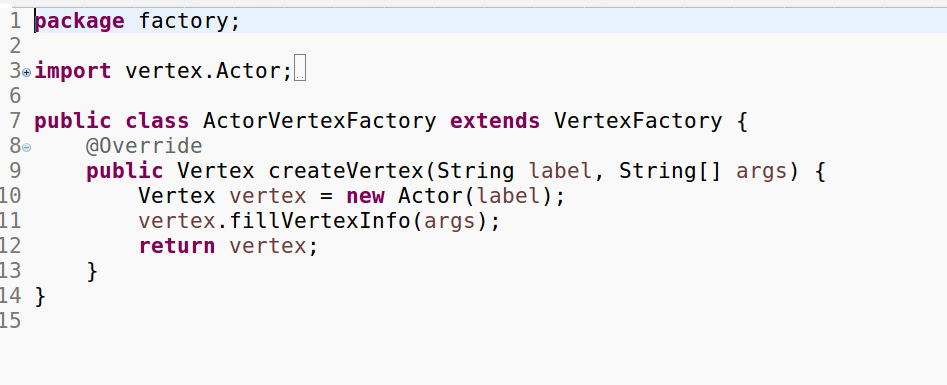 1 package factory;
2
3 import vertex.Actor;
6
7 public class ActorVertexFactory extends VertexFactory {
8     @Override
9     public Vertex createVertex(String label, String[] args) {
10         Vertex vertex = new Actor(label);
11         vertex.fillVertexInfo(args);
12         return vertex;
13     }
14 }
15